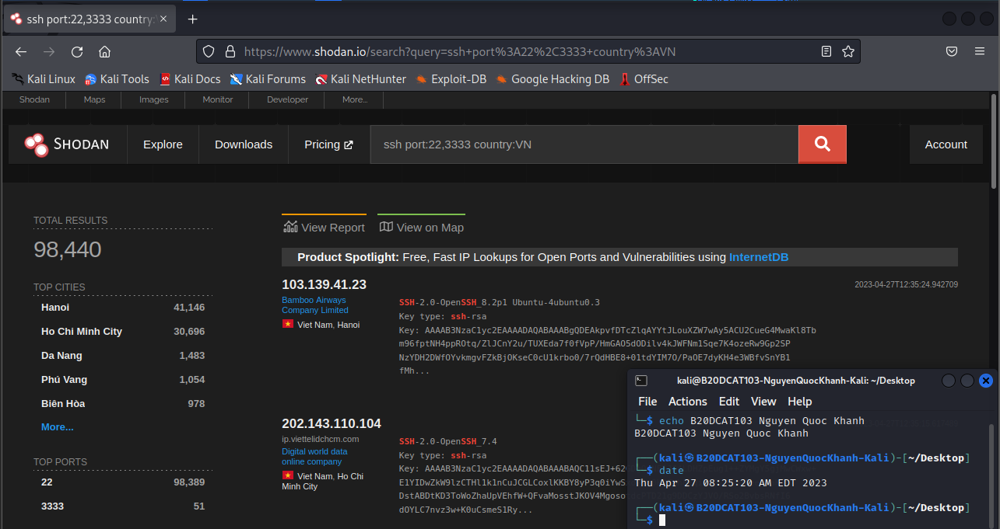 ssh port:22,3333 country:
https://www.shodan.io/search?query=ssh+port%3A22%2C3333+country%3AVN
Kali Linux Kali Tools Kali Docs Kali Forums Kali NetHunter Exploit-DB Google Hacking DB OffSec
Shodan Maps Images Monitor Developer More...
SHODAN Explore Downloads Pricing ssh port:22,3333 country:VN Account
TOTAL RESULTS
98,440
TOP CITIES
Hanoi 41,146
Ho Chi Minh City 30,696
Da Nang 1,483
Phú Vang 1,054
Biên Hòa 978
More...
TOP PORTS
22 98,389
3333 51
View Report View on Map
Product Spotlight: Free, Fast IP Lookups for Open Ports and Vulnerabilities using InternetDB
103.139.41.23
2023-04-27T12:35:24.942709
Bamboo Airways
Company Limited
Viet Nam, Hanoi
SSH-2.0-OpenSSH_8.2p1 Ubuntu-4ubuntu0.3
Key type: ssh-rsa
Key: AAAAB3NzaC1yc2EAAAADAQABAAABgQDEAkpvfDTcZlqAYYtJLouXZW7wAy5ACU2CueG4MwaKl8Tb
m96fptNH4ppROtq/ZlJCnY2u/TUXEda7f0fVpP/HmGAO5dODilv4kJWFNm1Sqe7K4ozeRw9Gp2SP
NzYDH2DWfOYvkmgvFZkBjOKseC0cU1krbo0/7rQdHBE8+01tdYIM7O/PaOE7dyKH4e3WBfvSnYB1
fMh...
202.143.110.104
ip.viettelidchcm.com
Digital world data
online company
Viet Nam, Ho Chi
Minh City
SSH-2.0-OpenSSH_7.4
Key type: ssh-rsa
Key: AAAAB3NzaC1yc2EAAAADAQABAAABAQC11sEJ+62
E1YIDwZkW9lzCTHl1k1nCuJCGLCoxlKKBY8yP3q0iYwS
DstABDtKD3ToWoZhaUpVEhfW+QFvaMosstJKOV4Mgoso
dOYLC7nvz3w+K0uCsmeS1Ry...
kali@B20DCAT103-NguyenQuocKhanh-Kali: ~/Desktop
File Actions Edit View Help
└─$ echo B20DCAT103 Nguyen Quoc Khanh
B20DCAT103 Nguyen Quoc Khanh
┌──(kali㉿B20DCAT103-NguyenQuocKhanh-Kali)-[~/Desktop]
└─$ date
Thu Apr 27 08:25:20 AM EDT 2023
┌──(kali㉿B20DCAT103-NguyenQuocKhanh-Kali)-[~/Desktop]
└─$